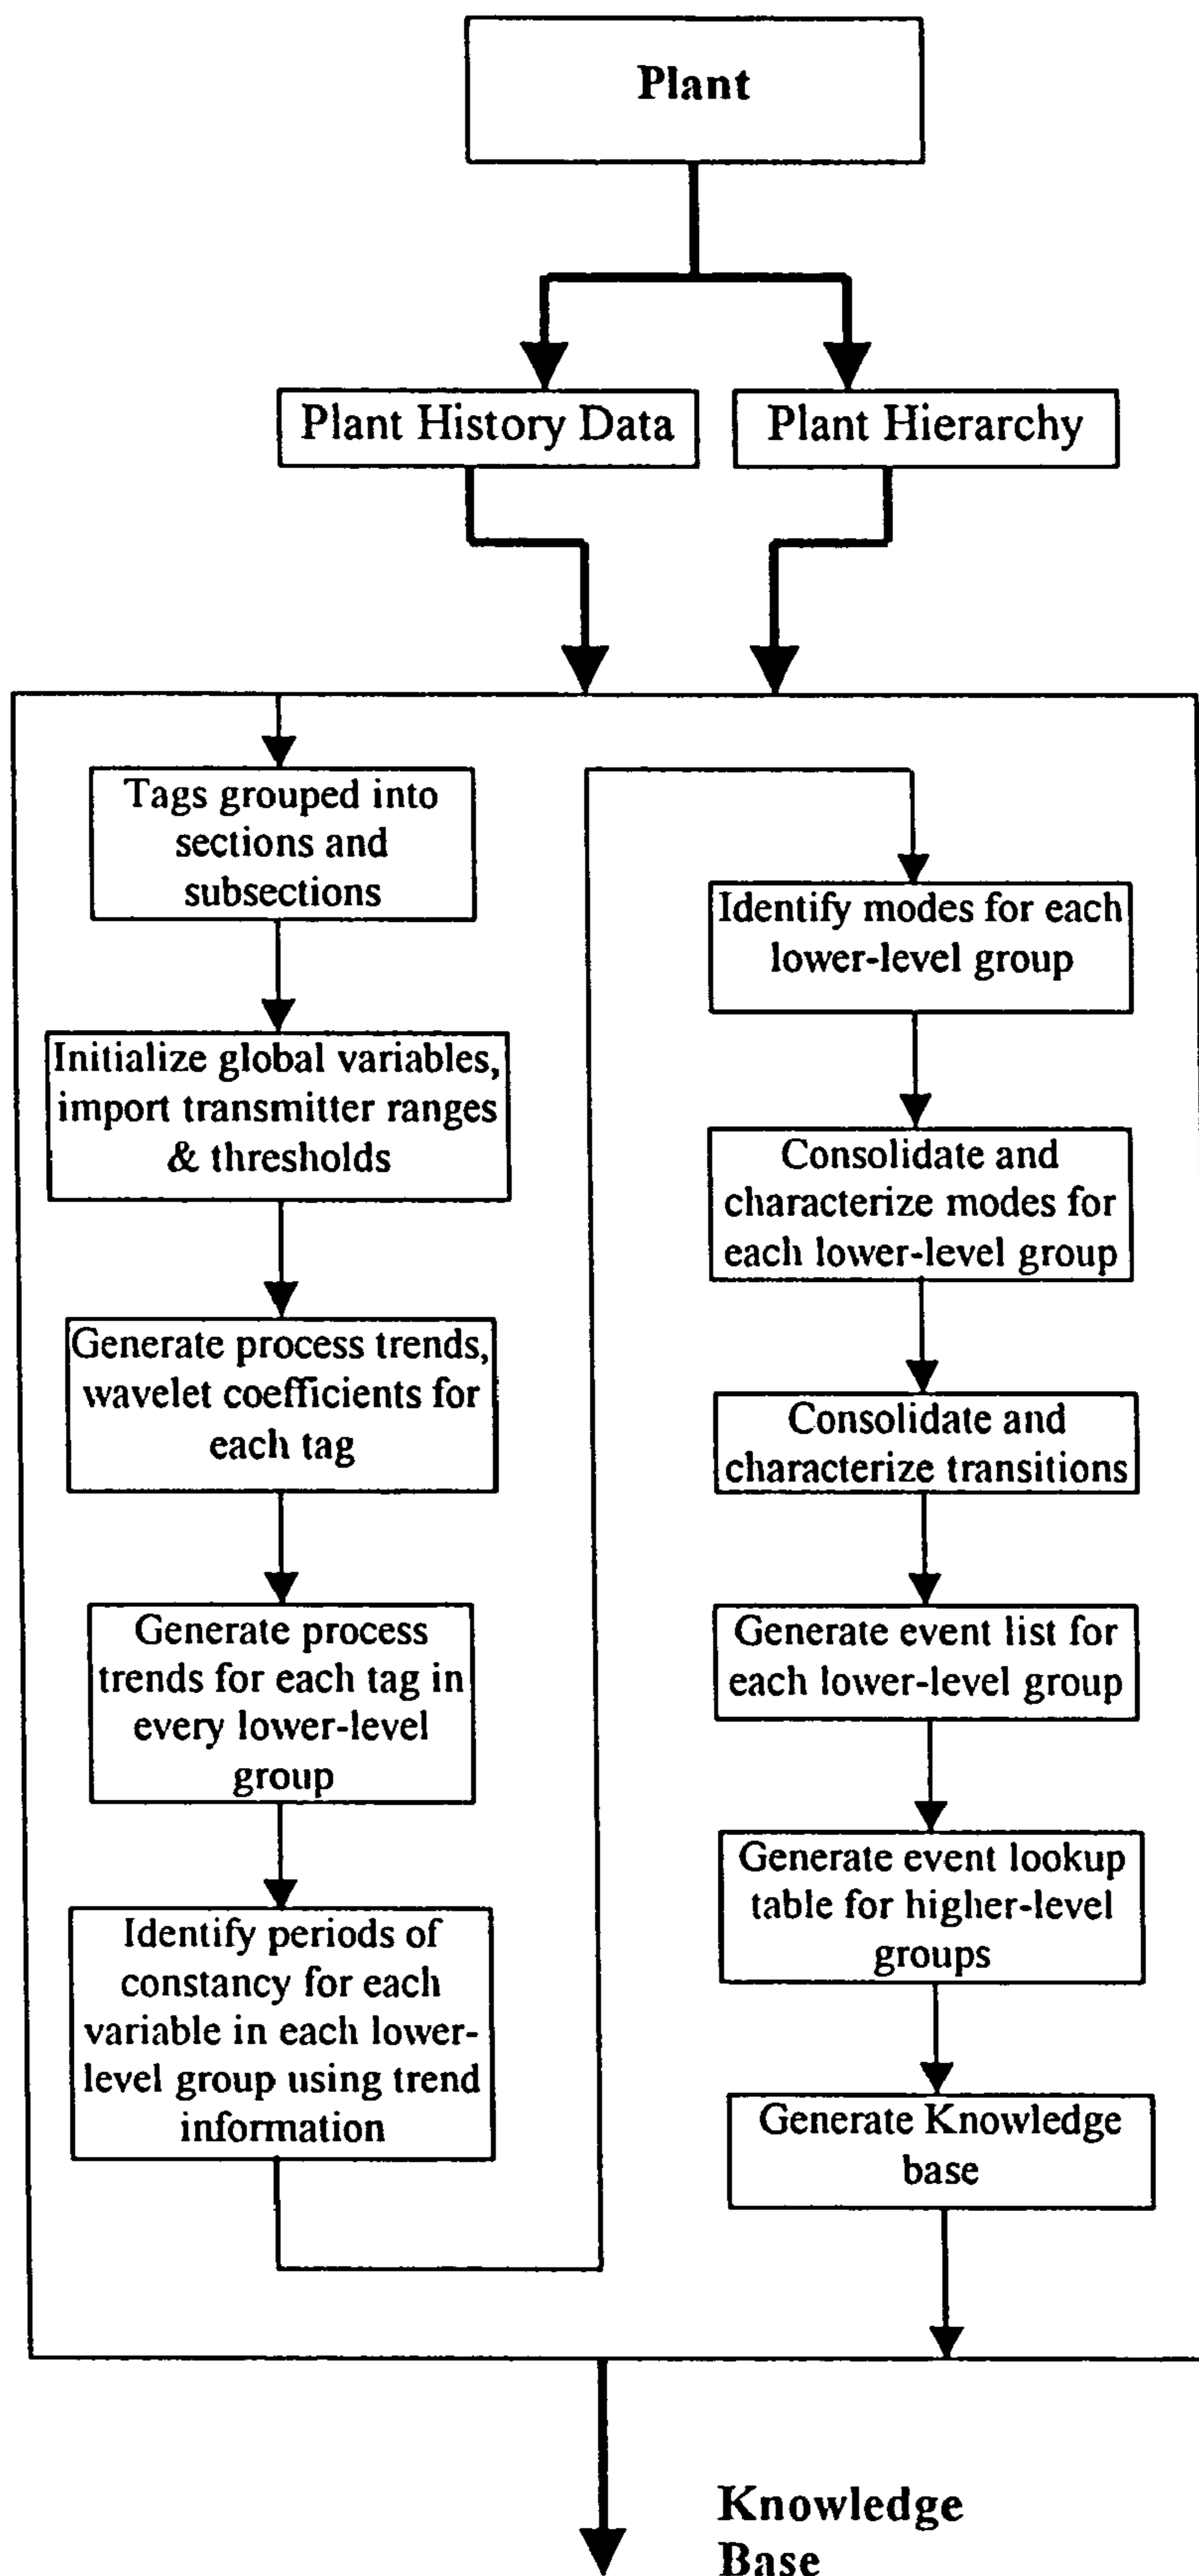 Plant
Plant History Data
Plant Hierarchy
Tags grouped into
sections and
subsections
Initialize global variables,
import transmitter ranges
& thresholds
Generate process trends,
wavelet coefficients for
each tag
Generate process
trends for each tag in
every lower-level
group
Identify periods of
constancy for each
variable in each lower-
level group using trend
information
Identify modes for each
lower-level group
Consolidate and
characterize modes for
each lower-level group
Consolidate and
characterize transitions
Generate event list for
each lower-level group
Generate event lookup
table for higher-level
groups
Generate Knowledge
base
Knowledge
Base